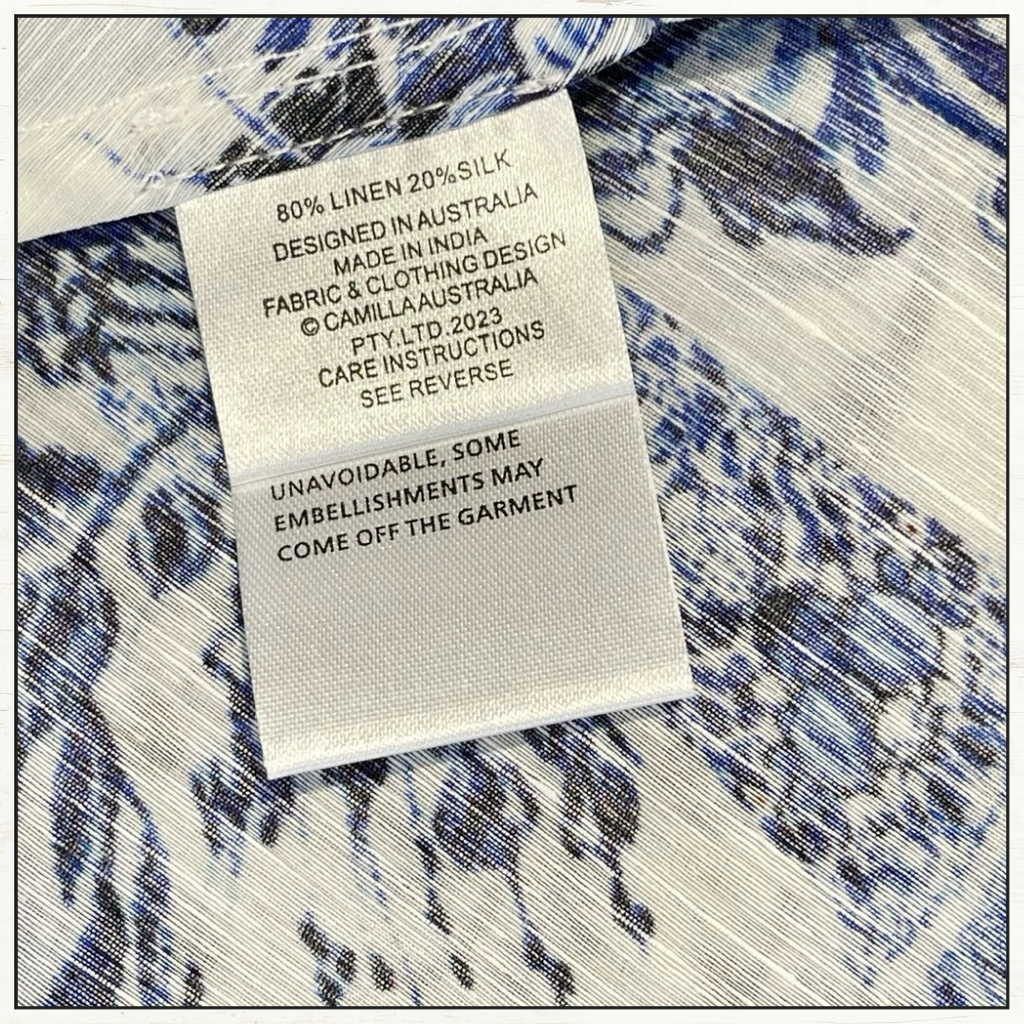 80% LINEN 20%SILK
DESIGNED IN AUSTRALIA
MADE IN INDIA
FABRIC & CLOTHING DESIGN
© CAMILLA AUSTRALIA
PTY.LTD.2023
CARE INSTRUCTIONS
SEE REVERSE
UNAVOIDABLE, SOME
EMBELLISHMENTS MAY
COME OFF THE GARMENT